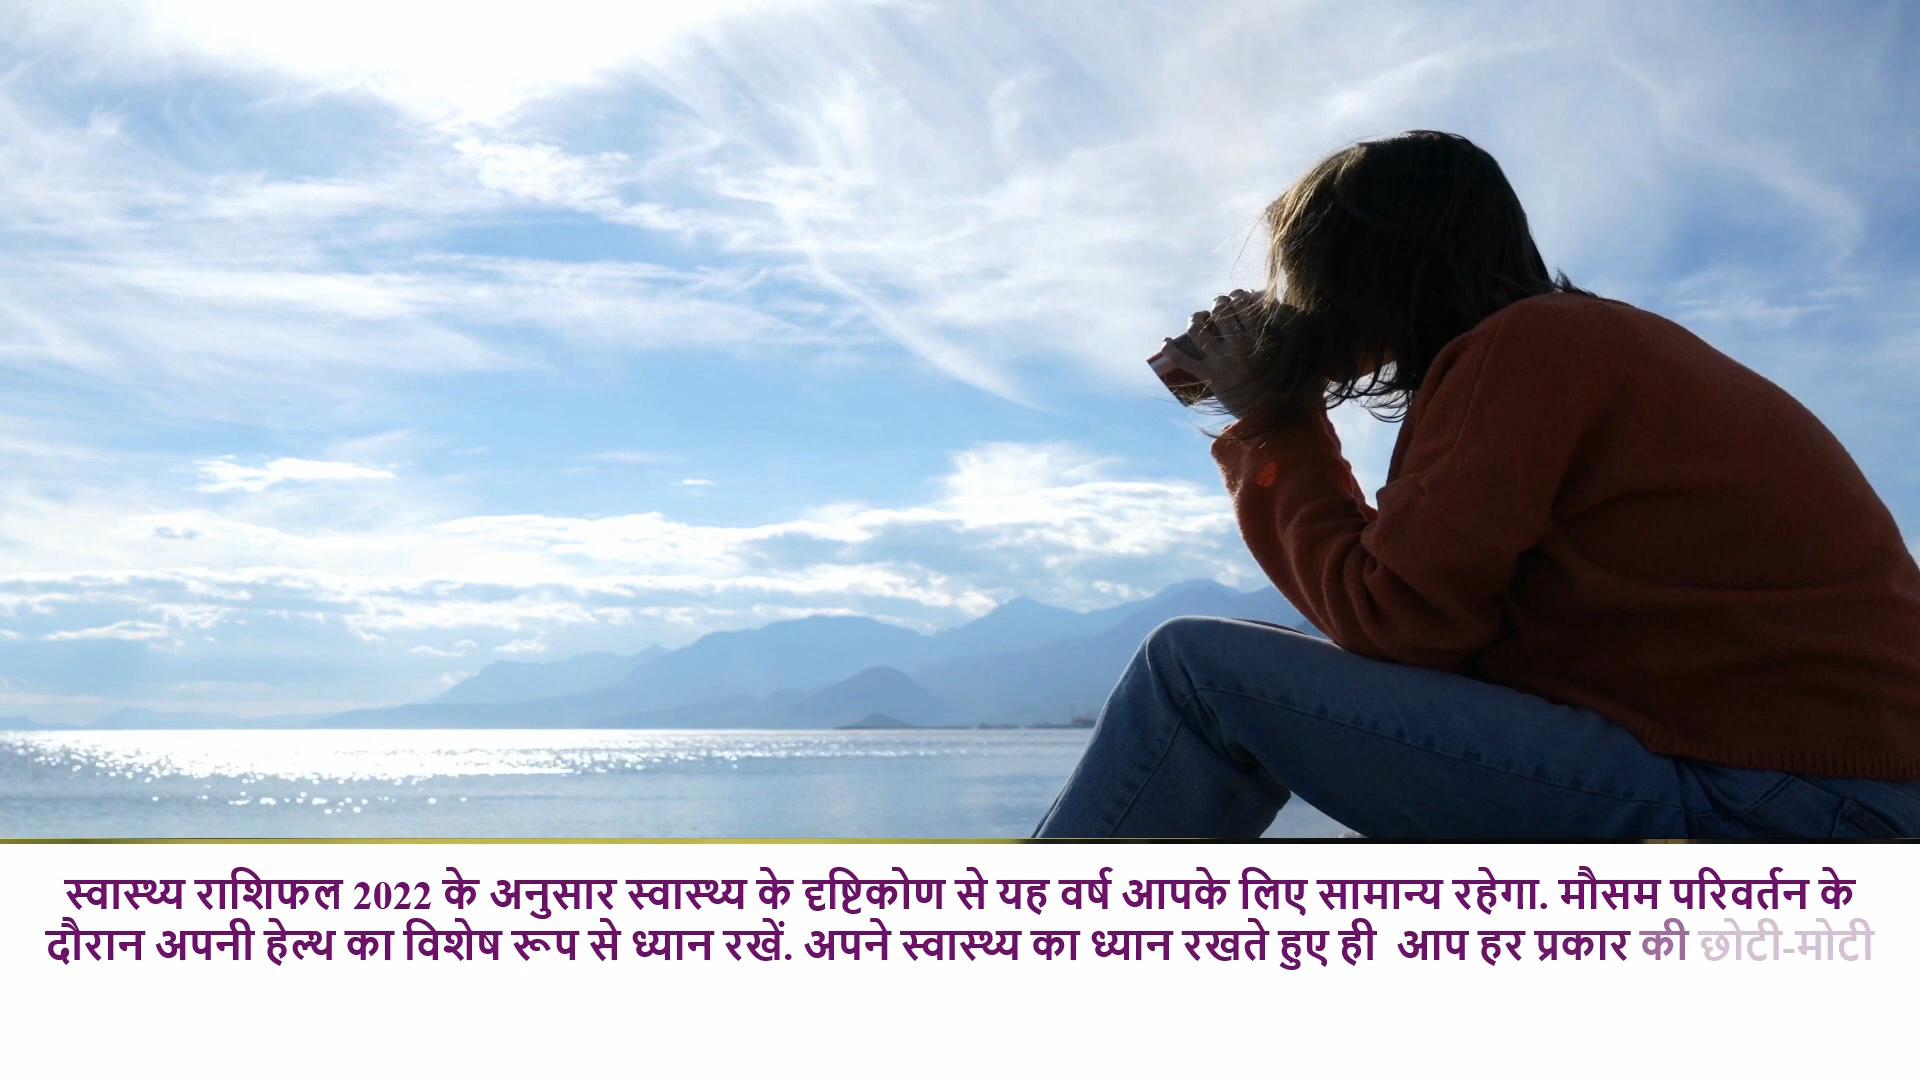 स्वास्थ्य राशिफल 2022 के अनुसार स्वास्थ्य के दृष्टिकोण से यह वर्ष आपके लिए सामान्य रहेगा. मौसम परिवर्तन के
दौरान अपनी हेल्थ का विशेष रूप से ध्यान रखें. अपने स्वास्थ्य का ध्यान रखते हुए ही  आप हर प्रकार की छोटी-मोटी